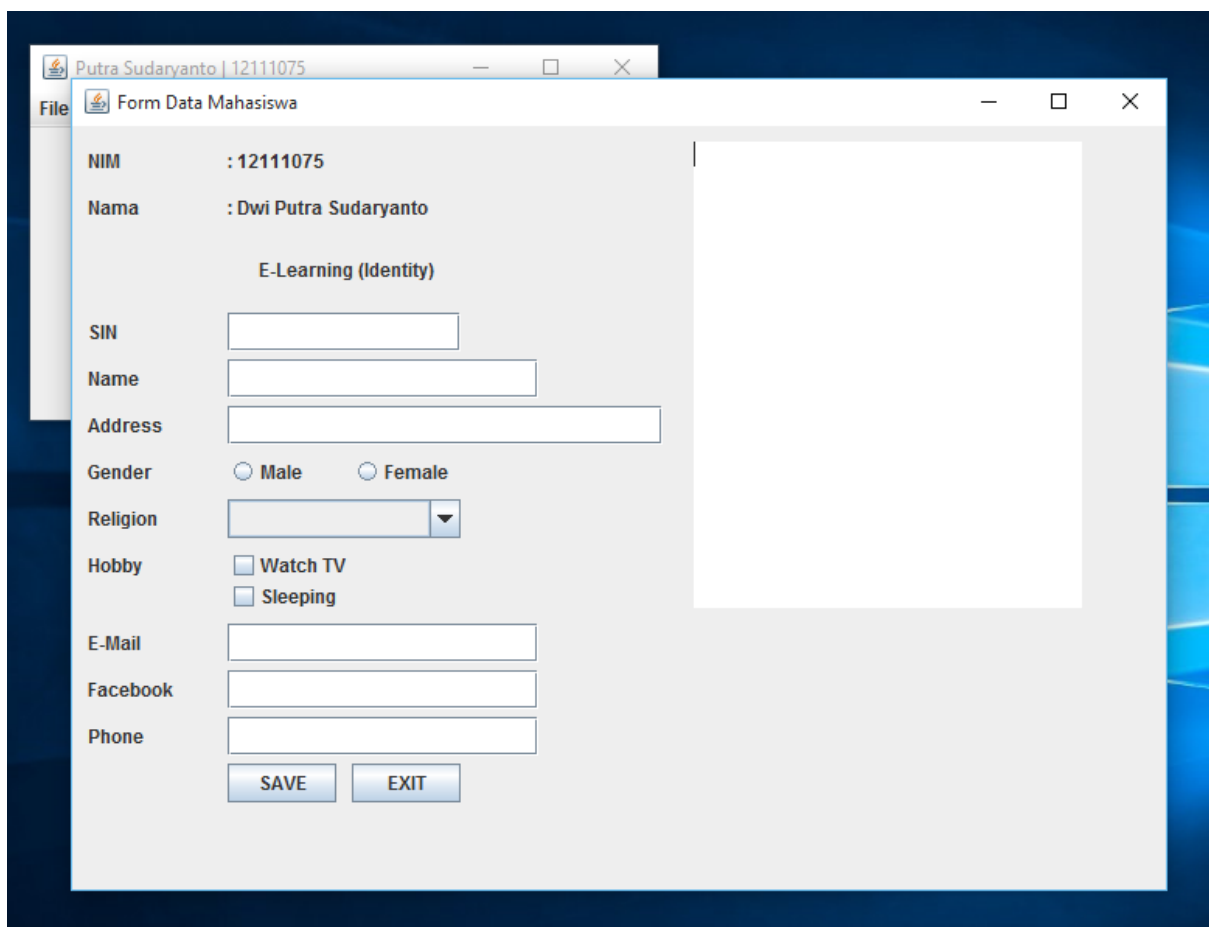 Putra Sudaryanto | 12111075
File
Form Data Mahasiswa
NIM : 12111075
Nama : Dwi Putra Sudaryanto
E-Learning (Identity)
SIN
Name
Address
Gender Male Female
Religion
Hobby Watch TV
Sleeping
E-Mail
Facebook
Phone
SAVE EXIT